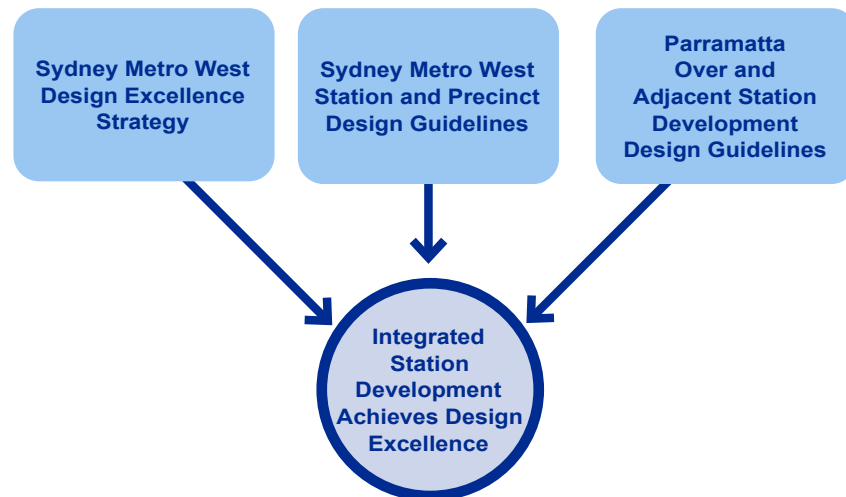 Sydney Metro West
Design Excellence
Strategy
Sydney Metro West
Station and Precinct
Design Guidelines
Parramatta
Over and
Adjacent Station
Development
Design Guidelines
Integrated
Station
Development
Achieves Design
Excellence